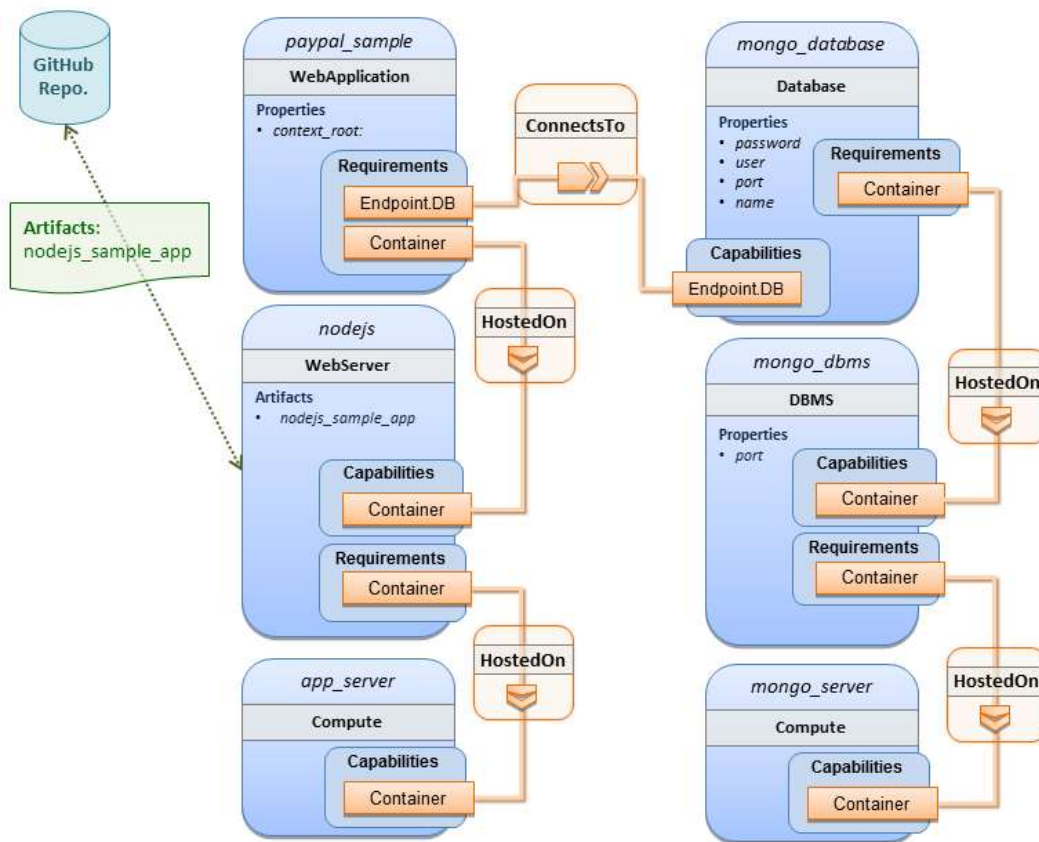 GitHub
Repo.
Artifacts:
nodejs_sample_app
paypal_sample
WebApplication
Properties
• context_root:
Requirements
Endpoint.DB
Container
nodejs
WebServer
Artifacts
• nodejs_sample_app
Capabilities
Container
Requirements
Container
app_server
Compute
Capabilities
Container
ConnectsTo
HostedOn
HostedOn
mongo_database
Database
Properties
• password
• user
• port
• name
Requirements
Container
Capabilities
Endpoint.DB
mongo_dbms
DBMS
Properties
• port
Capabilities
Container
Requirements
Container
mongo_server
Compute
Capabilities
Container
HostedOn
HostedOn